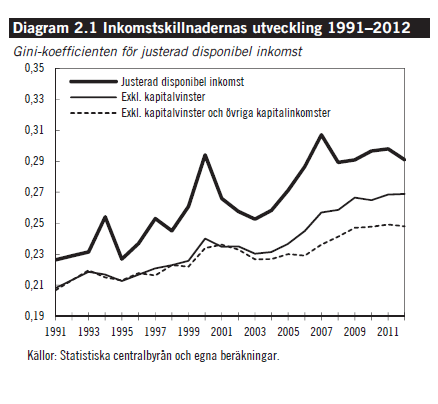 Diagram 2.1 Inkomstskillnadernas utveckling 1991–2012
Gini-koefficienten för justerad disponibel inkomst
0,35
0,33
0,31
0,29
0,27
0,25
0,23
0,21
0,19
Justerad disponibel inkomst
Exkl. kapitalvinster
Exkl. kapitalvinster och övriga kapitalinkomster
1991 1993 1995 1997 1999 2001 2003 2005 2007 2009 2011
Källor: Statistiska centralbyrån och egna beräkningar.